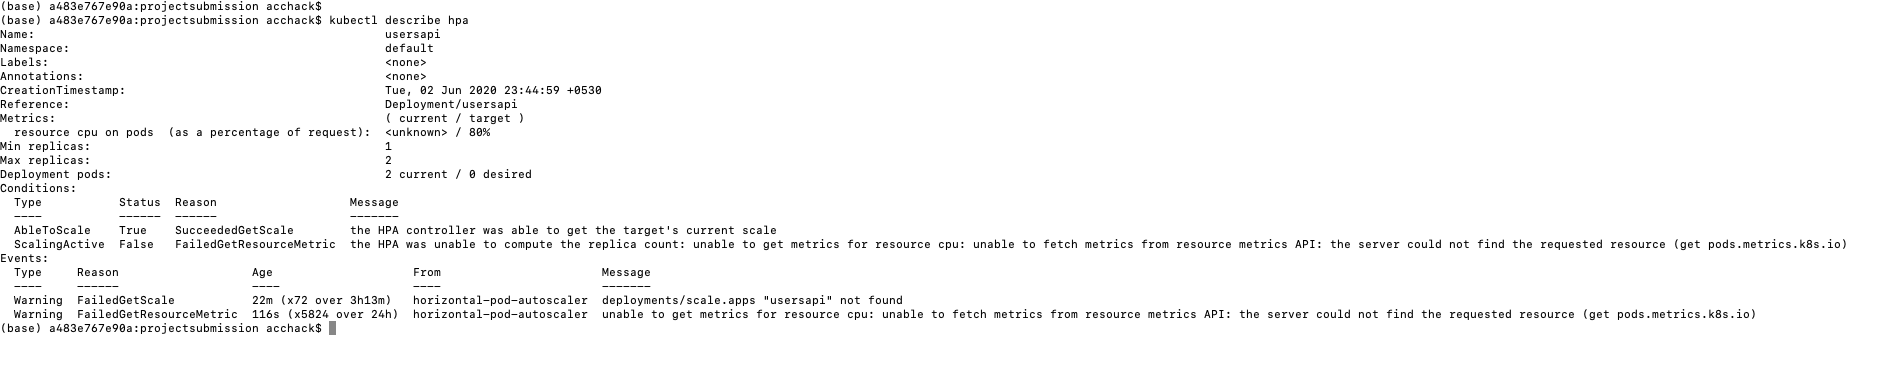 (base) a483e767e90a:projectsubmission acchack$
(base) a483e767e90a:projectsubmission acchack$ kubectl describe hpa
Name:                                                  usersapi
Namespace:                                             default
Labels:                                                <none>
Annotations:                                           <none>
CreationTimestamp:                                     Tue, 02 Jun 2020 23:44:59 +0530
Reference:                                             Deployment/usersapi
Metrics:                                               ( current / target )
  resource cpu on pods  (as a percentage of request):  <unknown> / 80%
Min replicas:                                          1
Max replicas:                                          2
Deployment pods:                                       2 current / 0 desired
Conditions:
  Type           Status  Reason                   Message
  ----           ------  ------                   -------
  AbleToScale    True    SucceededGetScale        the HPA controller was able to get the target's current scale
  ScalingActive  False   FailedGetResourceMetric  the HPA was unable to compute the replica count: unable to get metrics for resource cpu: unable to fetch metrics from resource metrics API: the server could not find the requested resource (get pods.metrics.k8s.io)
Events:
  Type     Reason                   Age                    From                       Message
  ----     ------                   ----                   ----                       -------
  Warning  FailedGetScale           22m (x72 over 3h13m)   horizontal-pod-autoscaler  deployments/scale.apps "usersapi" not found
  Warning  FailedGetResourceMetric  116s (x5824 over 24h)  horizontal-pod-autoscaler  unable to get metrics for resource cpu: unable to fetch metrics from resource metrics API: the server could not find the requested resource (get pods.metrics.k8s.io)
(base) a483e767e90a:projectsubmission acchack$